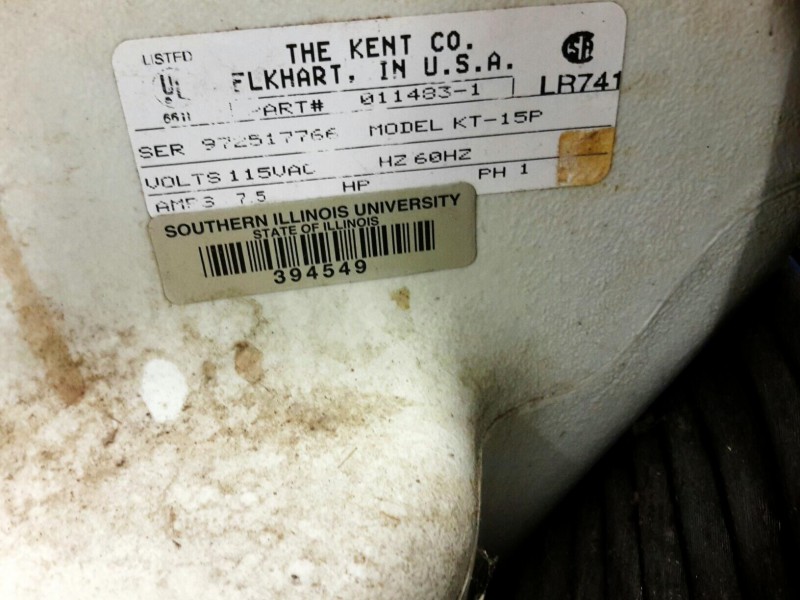 LISTED
THE KENT CO.
ELKHART, IN U.S.A.
UL
LR741
PART# 011483-1
SER 972517766 MODEL KT-15P
VOLTS 115VAC HZ 60HZ
AMPS 7.5 HP PH 1
SOUTHERN ILLINOIS UNIVERSITY
STATE OF ILLINOIS
394549